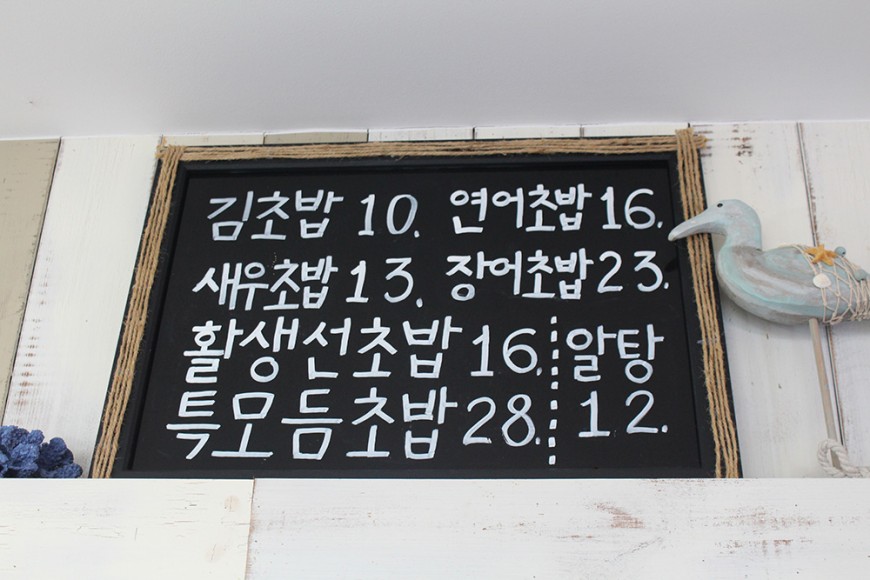 김초밥 10. 연어초밥 16.
새우초밥 13. 장어초밥 23.
활생선초밥 16. 알탕
특모듬초밥 28. 12.